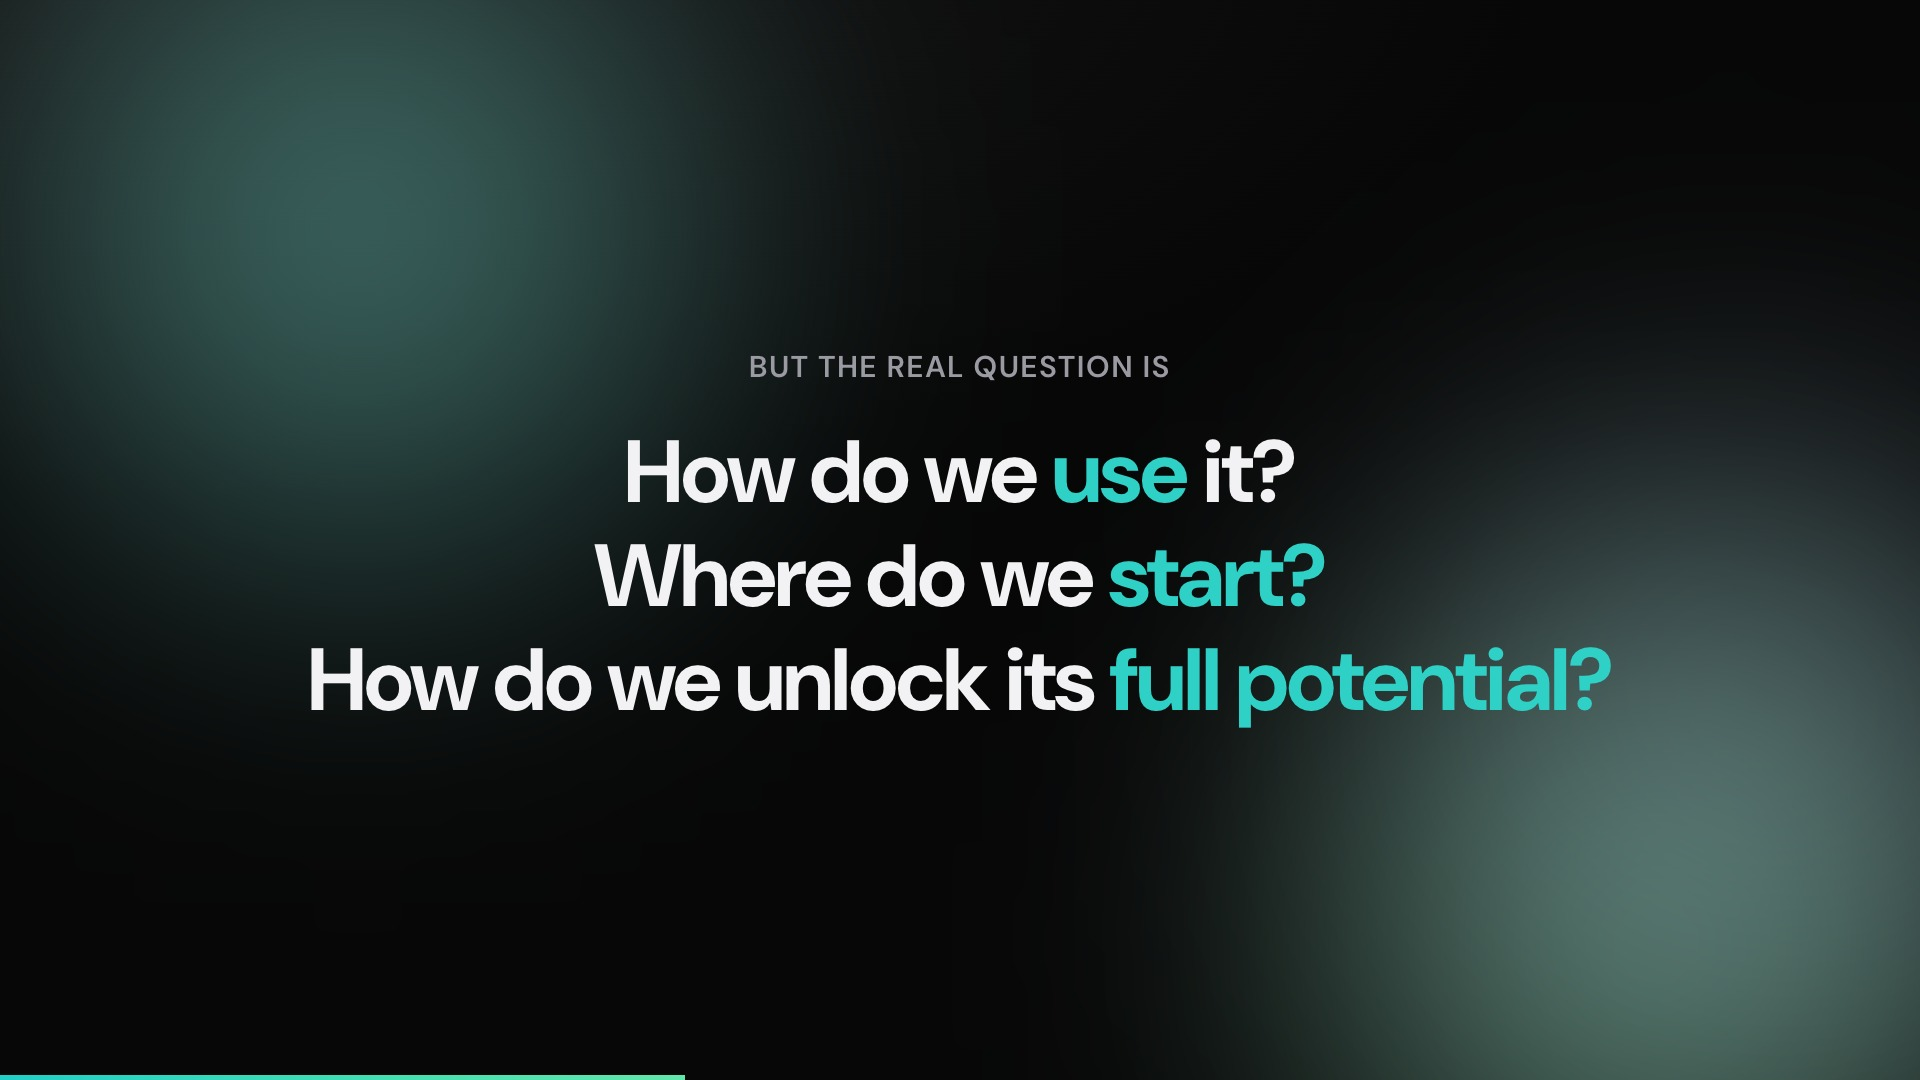 BUT THE REAL QUESTION IS
How do we use it?
Where do we start?
How do we unlock its full potential?